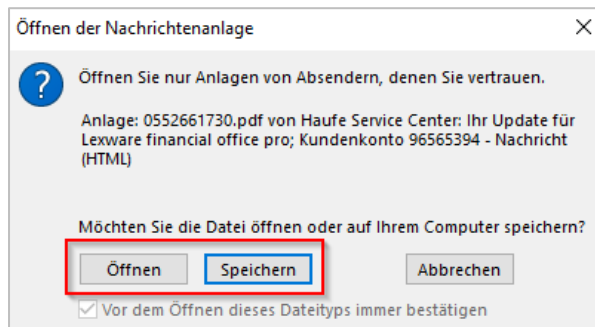 Öffnen der Nachrichtenanlage
Öffnen Sie nur Anlagen von Absendern, denen Sie vertrauen.
Anlage: 0552661730.pdf von Haufe Service Center: Ihr Update für
Lexware financial office pro; Kundenkonto 96565394 - Nachricht
(HTML)
Möchten Sie die Datei öffnen oder auf Ihrem Computer speichern?
Öffnen Speichern Abbrechen
Vor dem Öffnen dieses Dateityps immer bestätigen